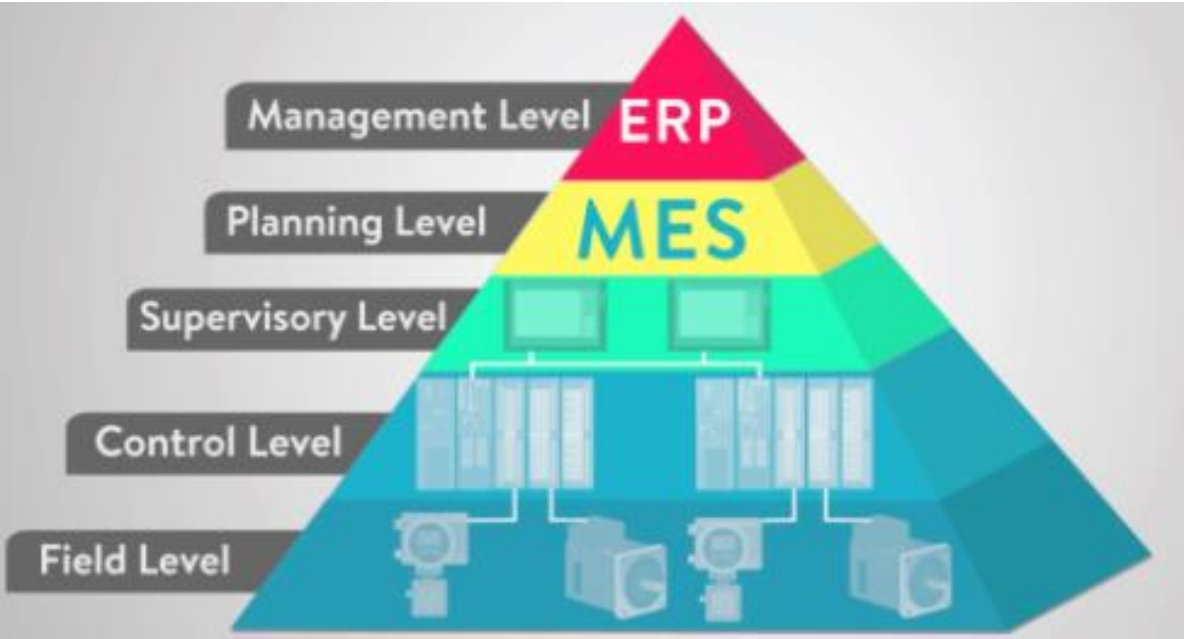 Management Level
ERP
Planning Level
MES
Supervisory Level
Control Level
Field Level